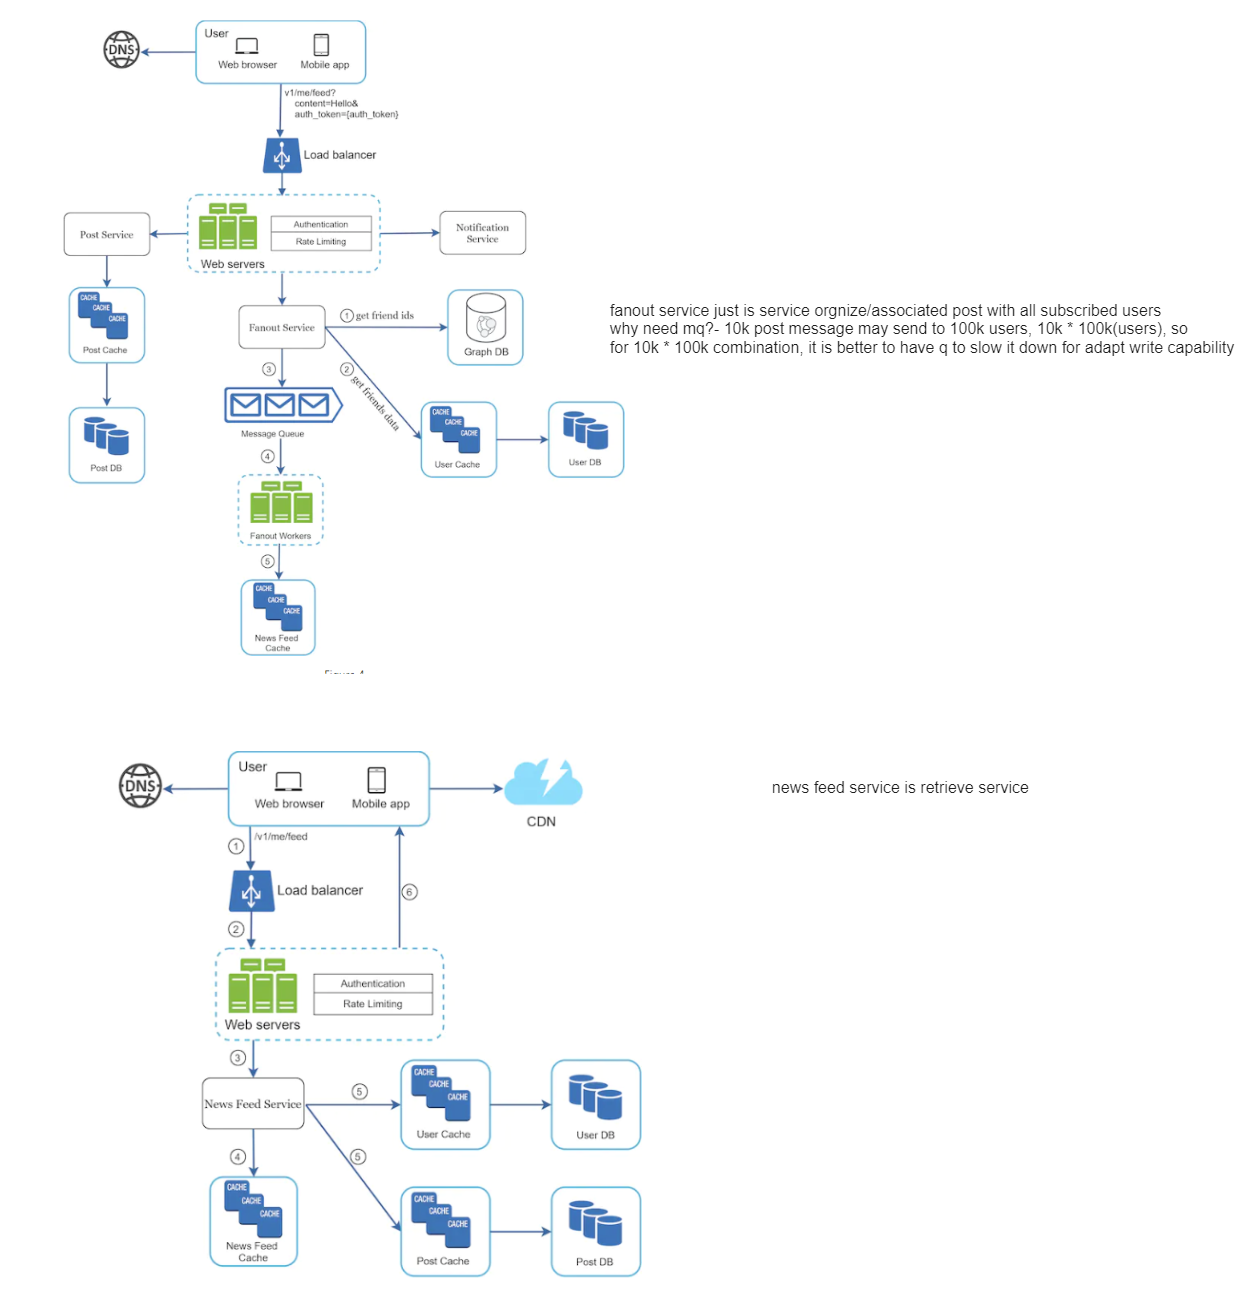 User
DNS
Web browser
Mobile app
v1/me/feed?
content=Hello&
auth_token={auth_token}
Load balancer
Post Service
Authentication
Rate Limiting
Web servers
Notification
Service
CACHE
CACHE
CACHE
Post Cache
Post DB
Fanout Service
1 get friend ids
Graph DB
2 get friends data
3
Message Queue
CACHE
CACHE
CACHE
User Cache
User DB
4
Fanout Workers
5
CACHE
CACHE
CACHE
News Feed
Cache
fanout service just is service orgnize/associated post with all subscribed users
why need mq?- 10k post message may send to 100k users, 10k * 100k(users), so
for 10k * 100k combination, it is better to have q to slow it down for adapt write capability
User
DNS
Web browser
Mobile app
CDN
news feed service is retrieve service
1
/v1/me/feed
Load balancer
6
2
Authentication
Rate Limiting
Web servers
3
News Feed Service
5
CACHE
CACHE
CACHE
User Cache
User DB
4
5
CACHE
CACHE
CACHE
News Feed
Cache
CACHE
CACHE
CACHE
Post Cache
Post DB